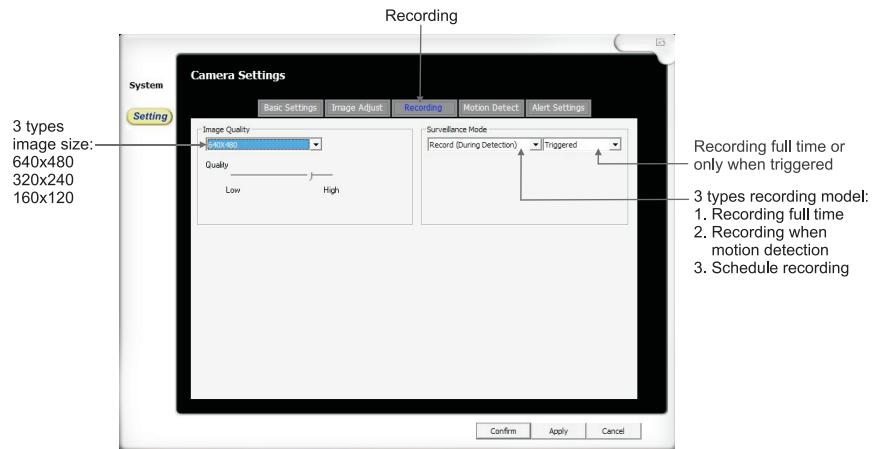 Recording
System
Camera Settings
Setting
Basic Settings
Image Adjust
Recording
Motion Detect
Alert Settings
3 types
image size:
640x480
320x240
160x120
Image Quality
640X480
Quality
Low
High
Surveillance Mode
Record (During Detection)
Triggered
Recording full time or
only when triggered
3 types recording model:
1. Recording full time
2. Recording when
motion detection
3. Schedule recording
Confirm
Apply
Cancel